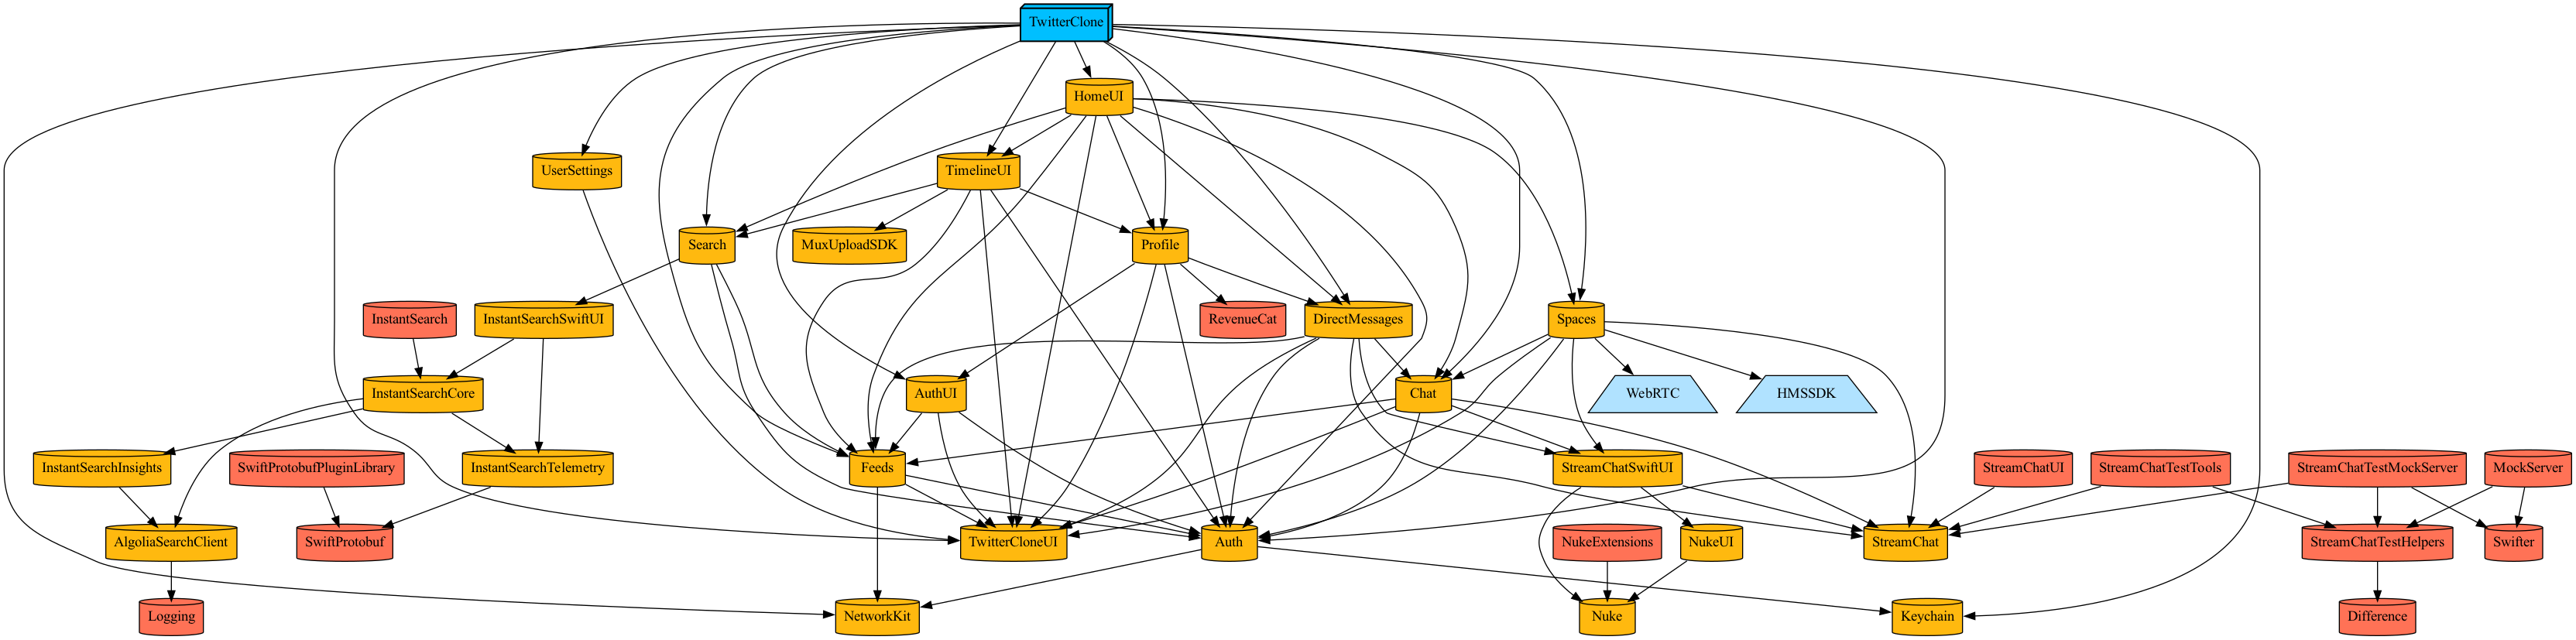 TwitterClone
HomeUI
UserSettings
TimelineUI
Search
MuxUploadSDK
Profile
InstantSearch
InstantSearchSwiftUI
RevenueCat
DirectMessages
Spaces
InstantSearchCore
AuthUI
Chat
WebRTC
HMSSDK
InstantSearchInsights
SwiftProtobufPluginLibrary
InstantSearchTelemetry
Feeds
StreamChatSwiftUI
StreamChatUI
StreamChatTestTools
StreamChatTestMockServer
MockServer
AlgoliaSearchClient
SwiftProtobuf
TwitterCloneUI
Auth
NukeExtensions
NukeUI
StreamChat
StreamChatTestHelpers
Swifter
Logging
NetworkKit
Nuke
Keychain
Difference